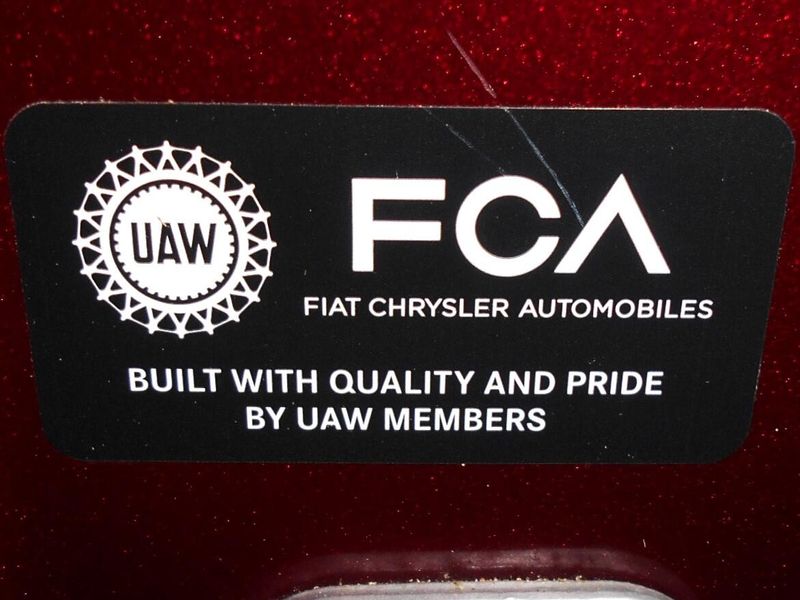 UAW
FCA
FIAT CHRYSLER AUTOMOBILES
BUILT WITH QUALITY AND PRIDE
BY UAW MEMBERS